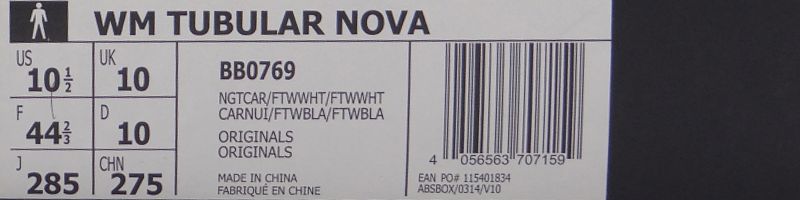 WM TUBULAR NOVA
US
10 1/2
UK
10
F
44 2/3
D
10
J
285
CHN
275
BB0769
NGTCAR/FTWWHT/FTWWHT
CARNUI/FTWBLA/FTWBLA
ORIGINALS
ORIGINALS
MADE IN CHINA
FABRIQUÉ EN CHINE
4 056563 707159
EAN PO# 115401834
ABSBOX/0314/V10